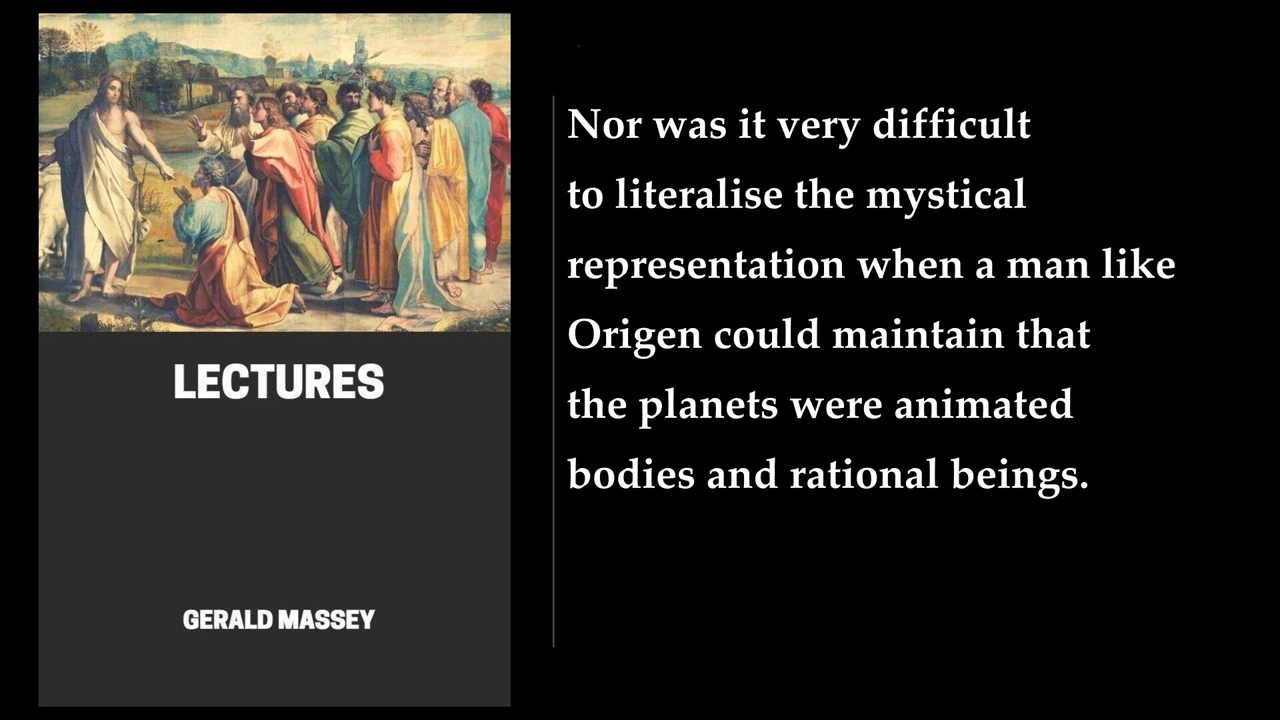 LECTURES
GERALD MASSEY
Nor was it very difficult
to literalise the mystical
representation when a man like
Origen could maintain that
the planets were animated
bodies and rational beings.